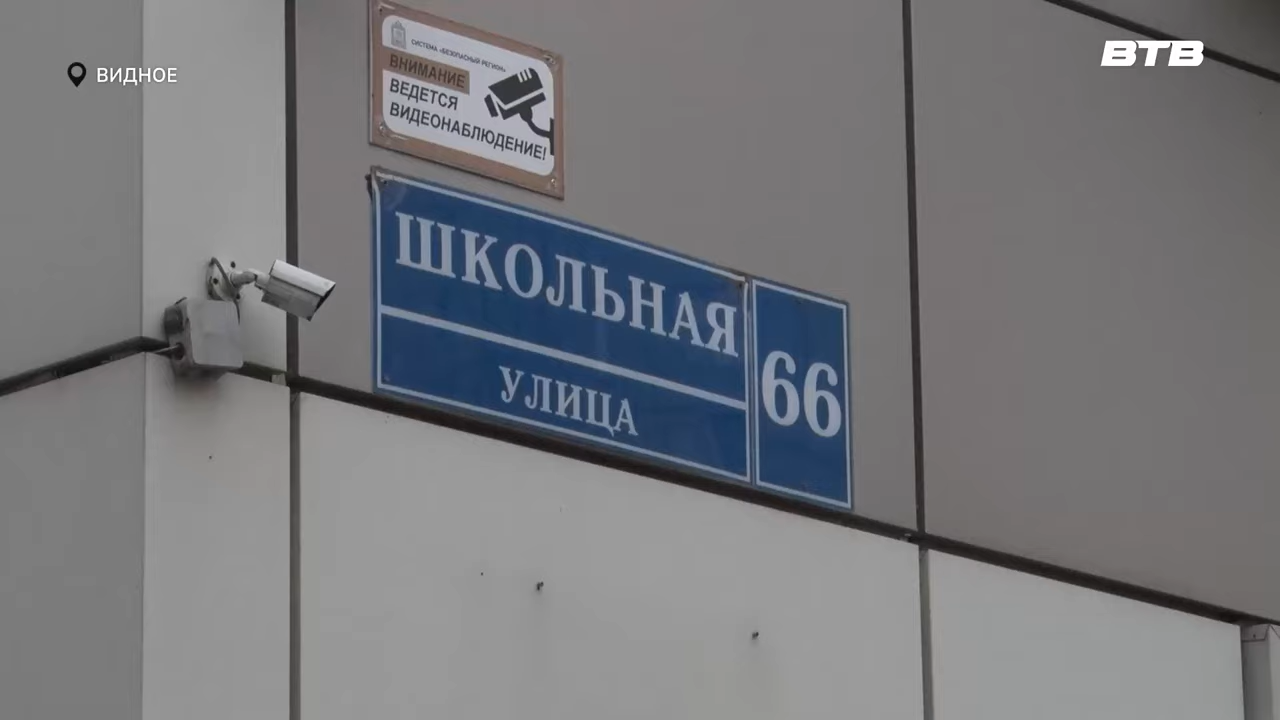 ВИДНОЕ
ВТВ
СИСТЕМА «БЕЗОПАСНЫЙ РЕГИОН»
ВНИМАНИЕ
ВЕДЕТСЯ
ВИДЕОНАБЛЮДЕНИЕ!
ШКОЛЬНАЯ
УЛИЦА
66